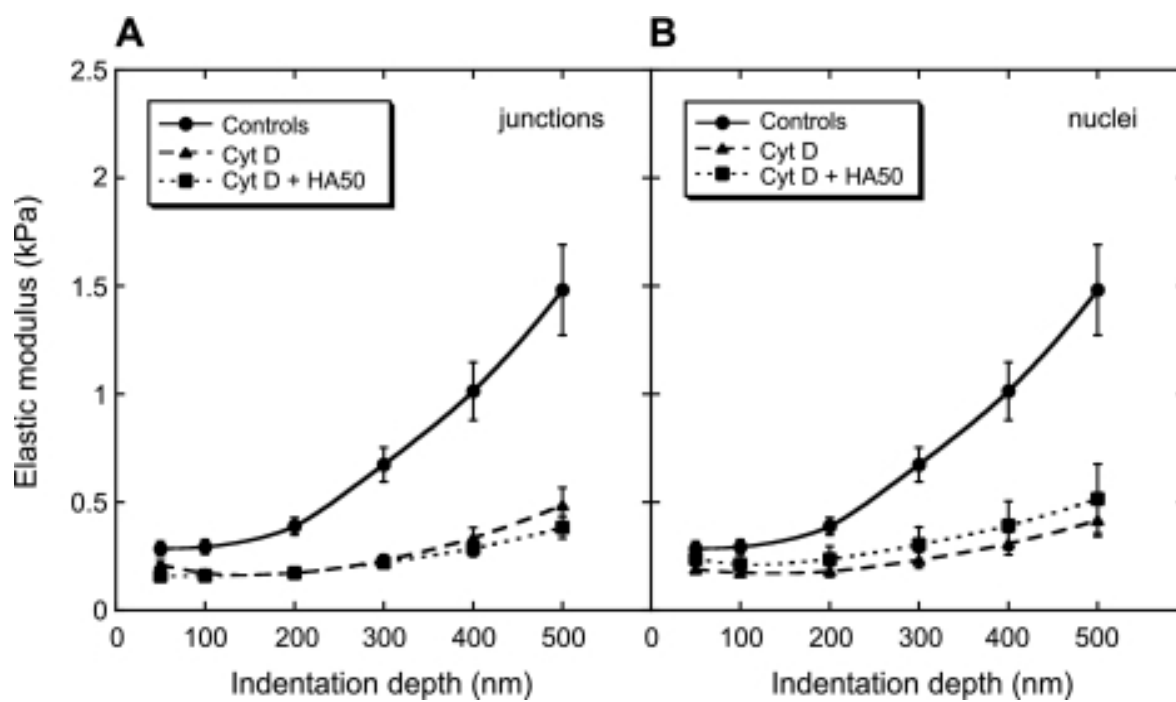 A
B
Elastic modulus (kPa)
2.5
2
1.5
1
0.5
0
junctions
Controls
Cyt D
Cyt D + HA50
0
100
200
300
400
500
Indentation depth (nm)
nuclei
Controls
Cyt D
Cyt D + HA50
0
100
200
300
400
500
Indentation depth (nm)